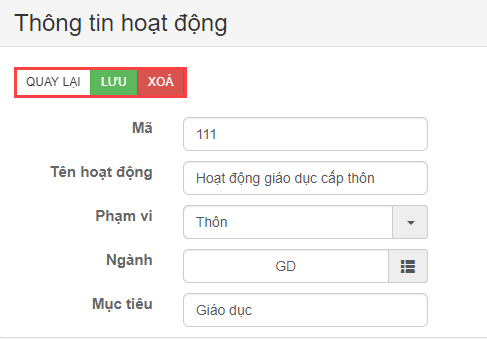 Thông tin hoạt động
QUAY LẠI LƯU XOÁ
Mã 111
Tên hoạt động Hoạt động giáo dục cấp thôn
Phạm vi Thôn
Ngành GD
Mục tiêu Giáo dục